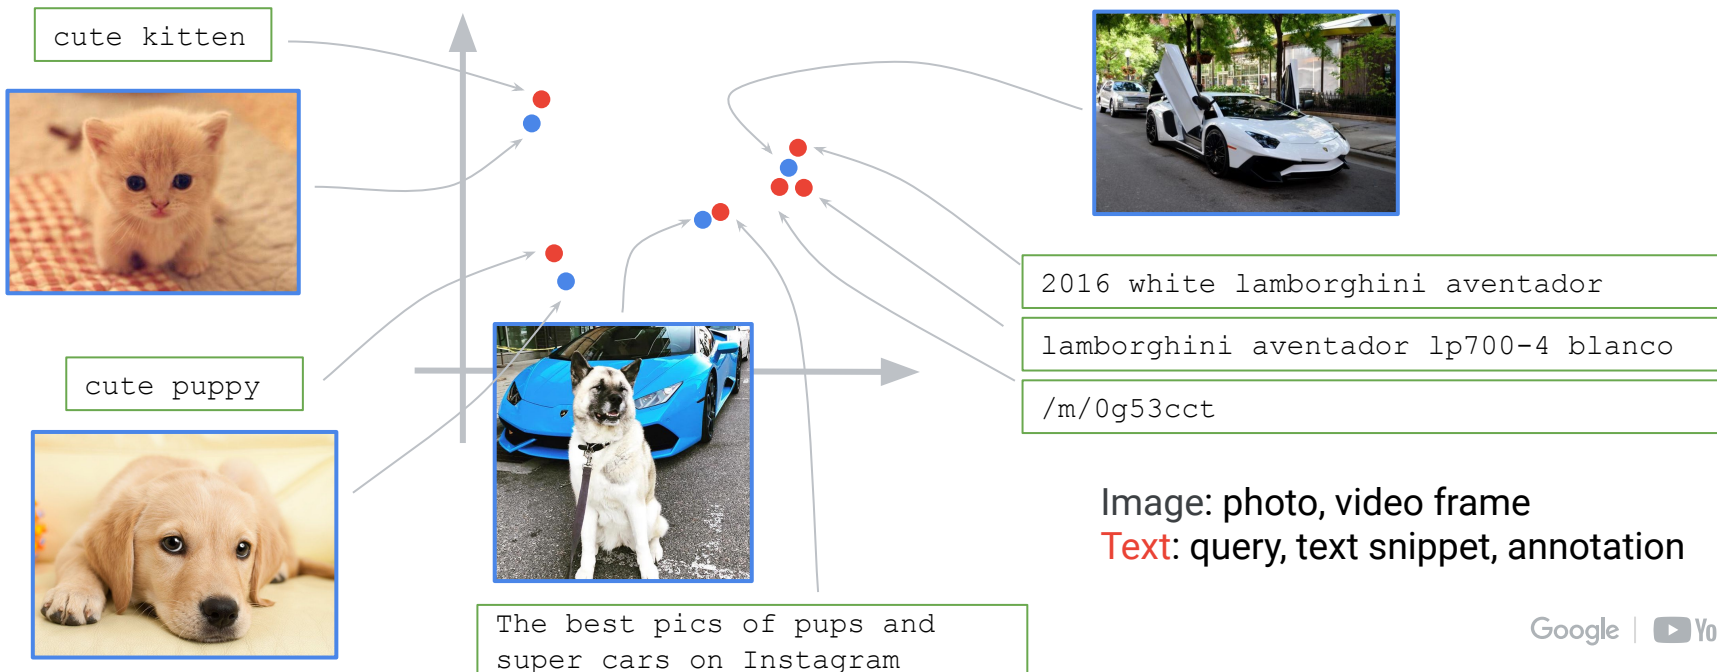 cute kitten
2016 white lamborghini aventador
lamborghini aventador lp700-4 blanco
cute puppy
/m/0g53cct
Image: photo, video frame
Text: query, text snippet, annotation
The best pics of pups and
super cars on Instagram
Google